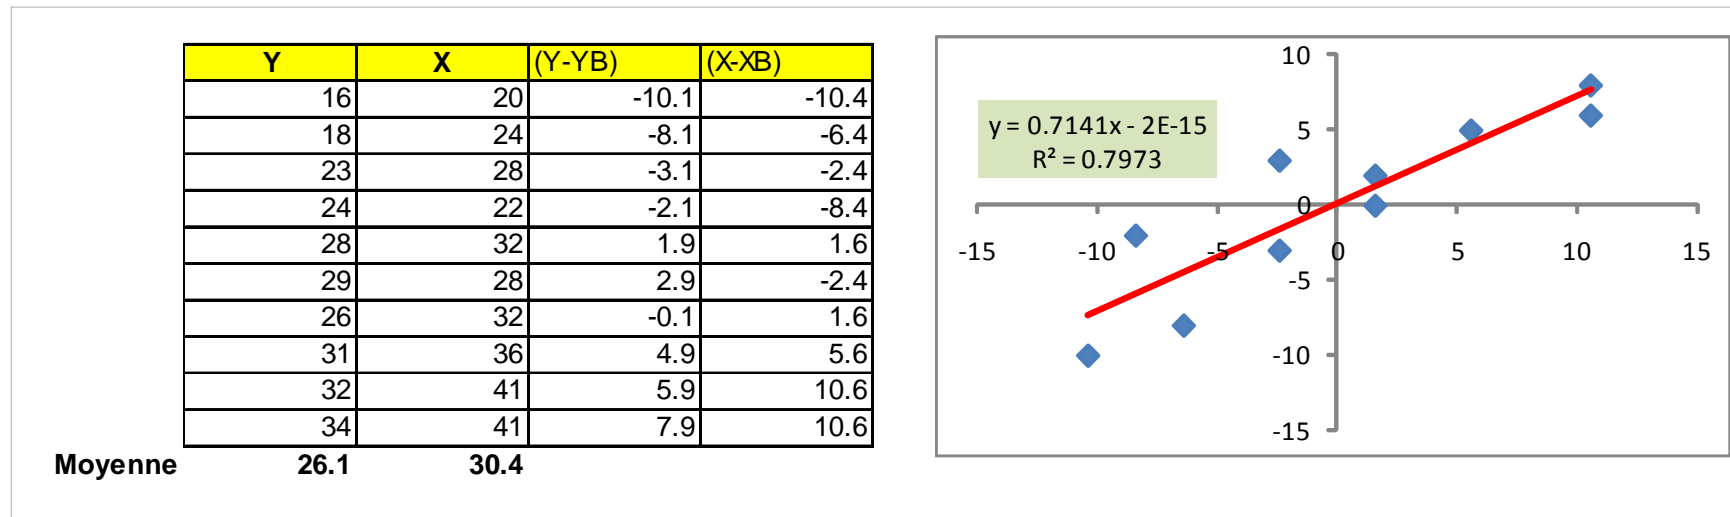 Y X (Y-YB) (X-XB)
16 20 -10.1 -10.4
18 24 -8.1 -6.4
23 28 -3.1 -2.4
24 22 -2.1 -8.4
28 32 1.9 1.6
29 28 2.9 -2.4
26 32 -0.1 1.6
31 36 4.9 5.6
32 41 5.9 10.6
34 41 7.9 10.6
Moyenne 26.1 30.4
y = 0.7141x - 2E-15
R² = 0.7973
10
5
0
-5
-10
-15
-15 -10 -5 0 5 10 15